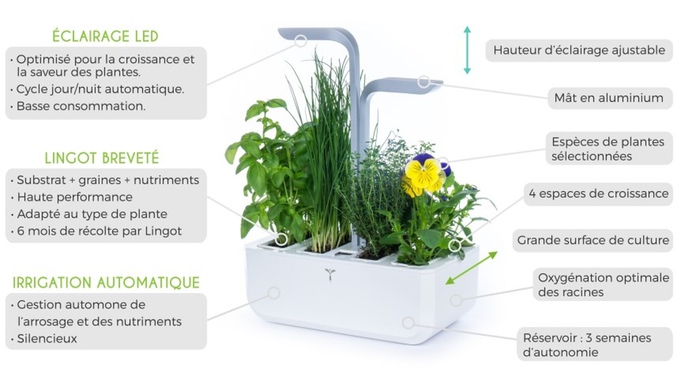 ÉCLAIRAGE LED
• Optimisé pour la croissance et
la saveur des plantes.
• Cycle jour/nuit automatique.
• Basse consommation.
LINGOT BREVETÉ
• Substrat + graines + nutriments
• Haute performance
• Adapté au type de plante
• 6 mois de récolte par Lingot
IRRIGATION AUTOMATIQUE
• Gestion automone de
l'arrosage et des nutriments
• Silencieux
Hauteur d'éclairage ajustable
Mât en aluminium
Espèces de plantes
sélectionnées
4 espaces de croissance
Grande surface de culture
Oxygénation optimale
des racines
Réservoir : 3 semaines
d'autonomie